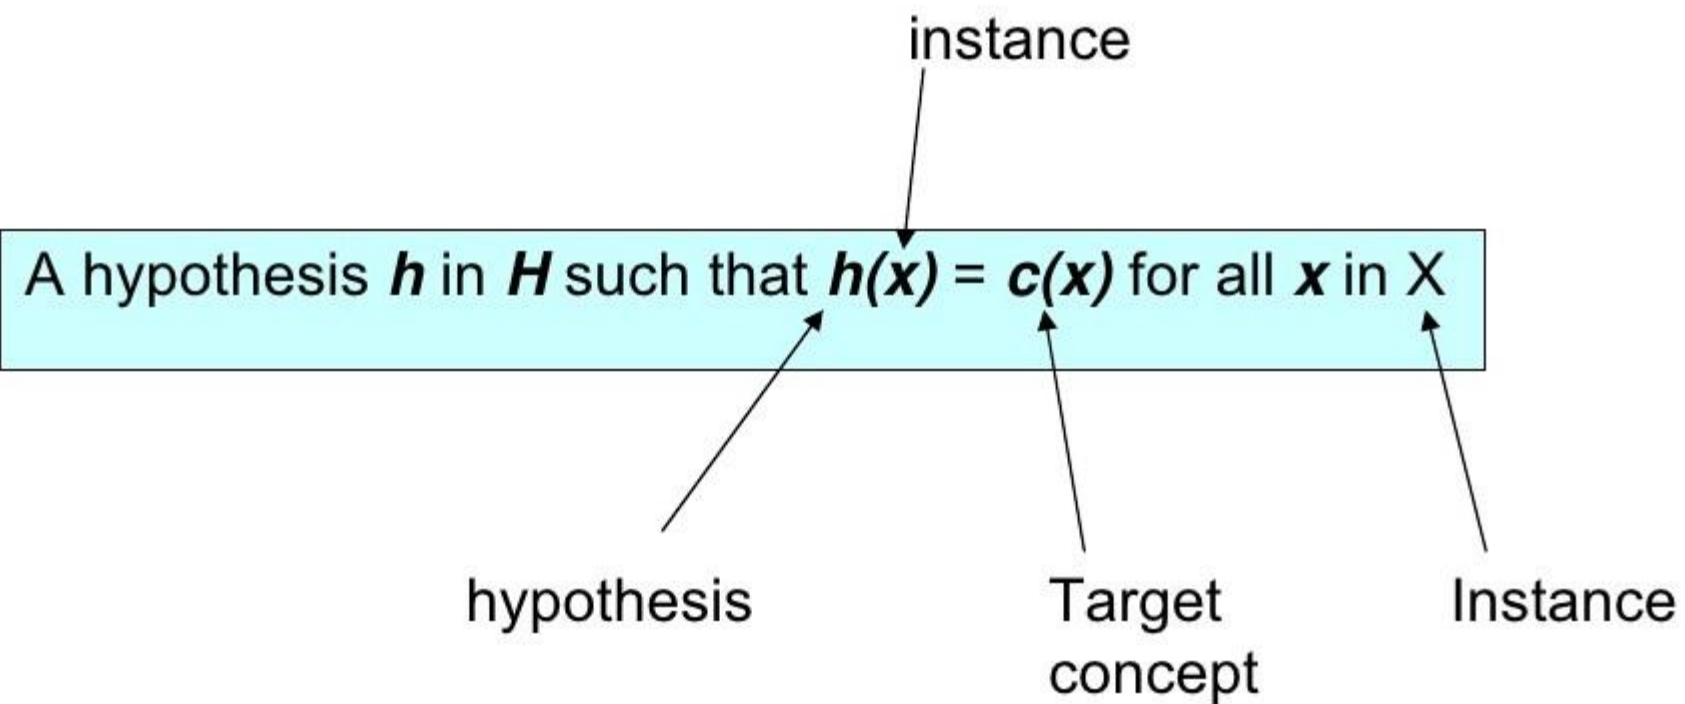 instance
A hypothesis h in H such that h(x) = c(x) for all x in X
hypothesis
Target
concept
Instance